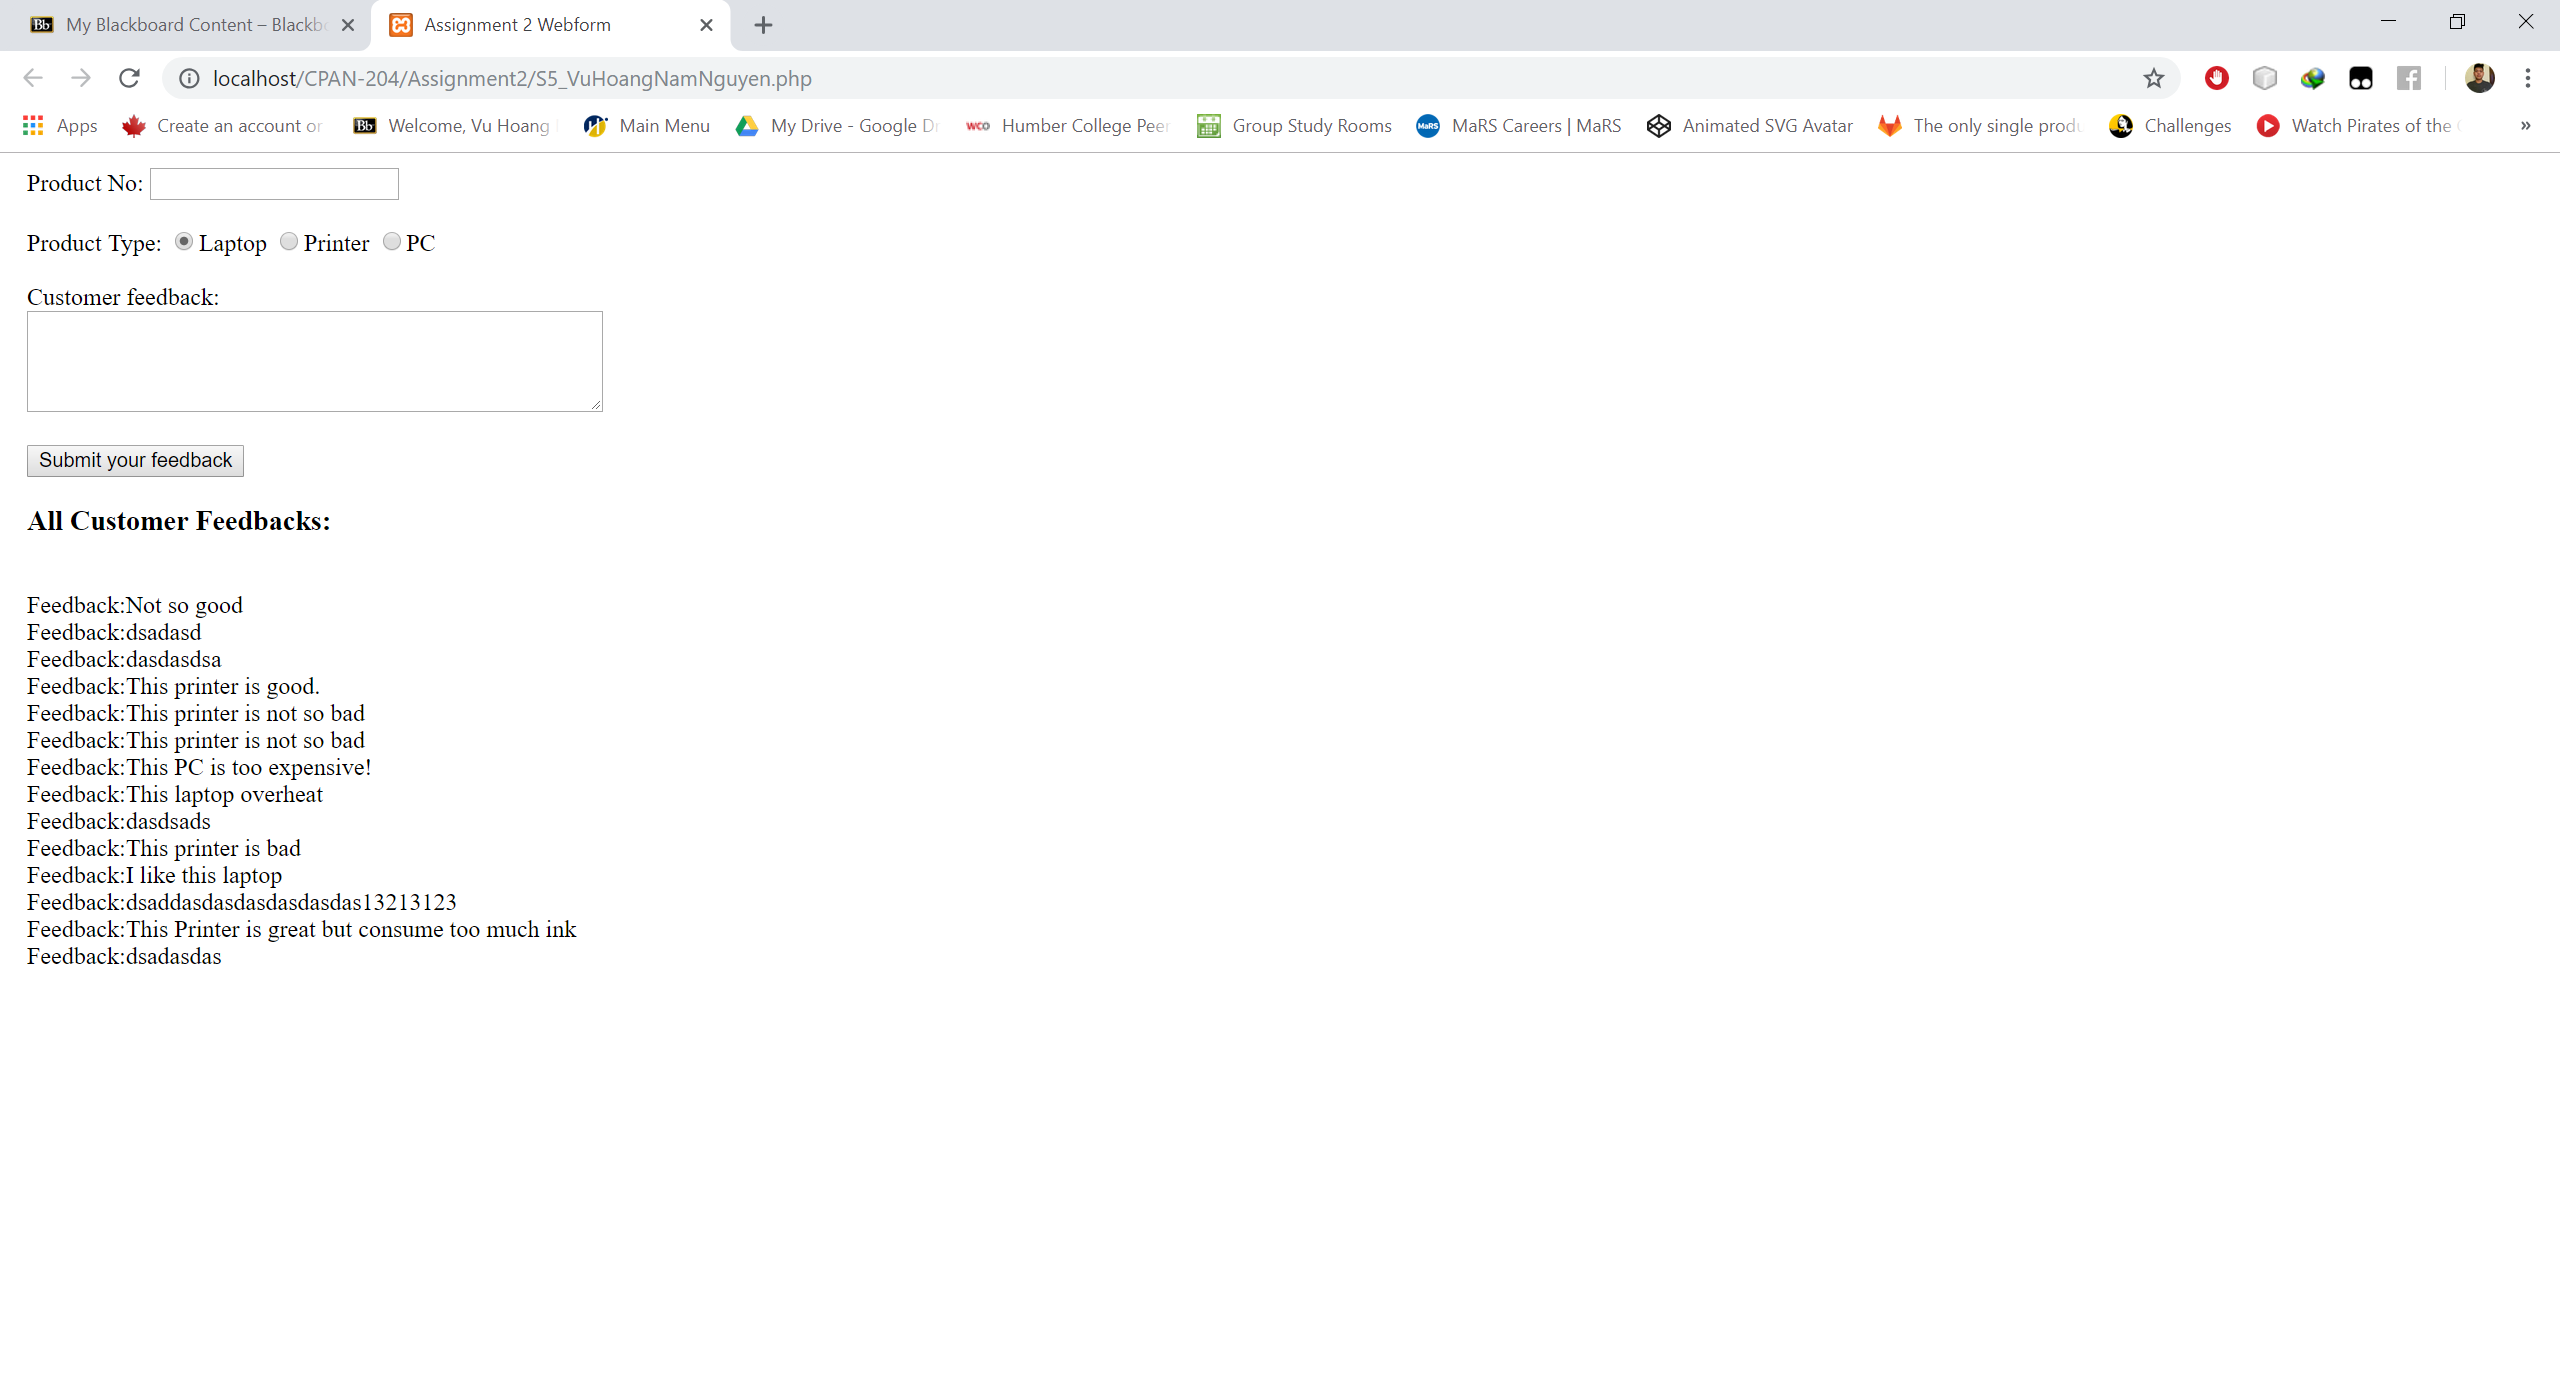 My Blackboard Content – Blackb
Assignment 2 Webform
localhost/CPAN-204/Assignment2/S5_VuHoangNamNguyen.php
Apps
Create an account or
Bb Welcome, Vu Hoang
Main Menu
My Drive - Google Dr
wco Humber College Peer
Group Study Rooms
MaRS MaRS Careers | MaRS
Animated SVG Avatar
The only single produ
Challenges
Watch Pirates of the
»
Product No:
Product Type: Laptop Printer PC
Customer feedback:
Submit your feedback
All Customer Feedbacks:
Feedback:Not so good
Feedback:dsadasd
Feedback:dasdasdsa
Feedback:This printer is good.
Feedback:This printer is not so bad
Feedback:This printer is not so bad
Feedback:This PC is too expensive!
Feedback:This laptop overheat
Feedback:dasdsads
Feedback:This printer is bad
Feedback:I like this laptop
Feedback:dsaddasdasdasdasdasdas13213123
Feedback:This Printer is great but consume too much ink
Feedback:dsadasdas